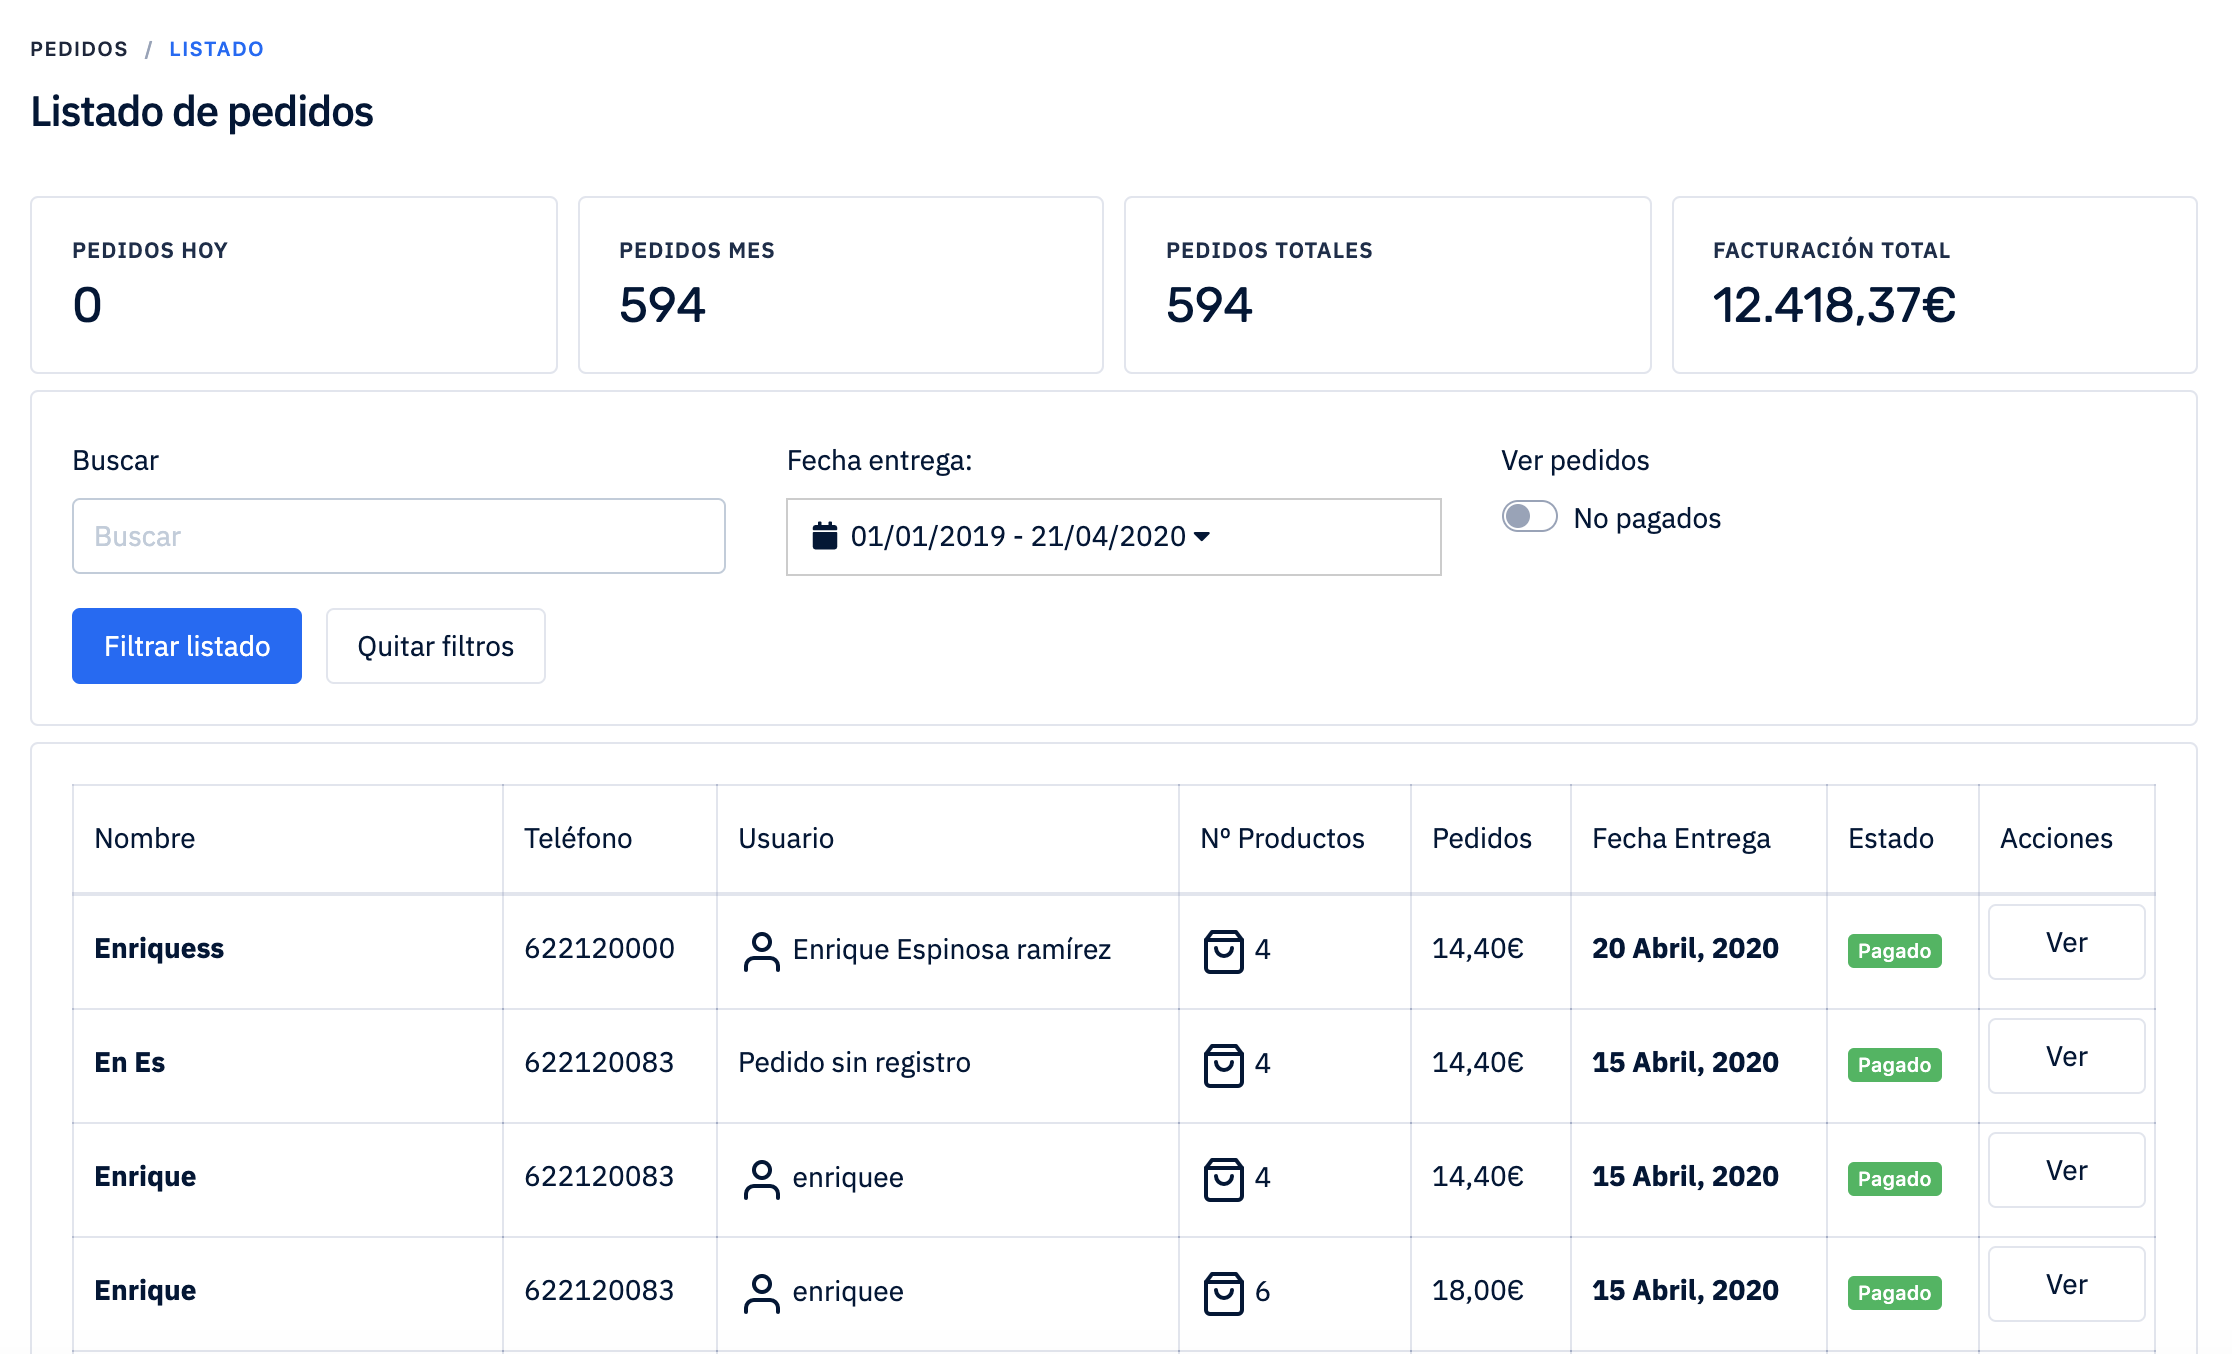 PEDIDOS / LISTADO
Listado de pedidos
PEDIDOS HOY
0
PEDIDOS MES
594
PEDIDOS TOTALES
594
FACTURACIÓN TOTAL
12.418,37€
Buscar
Buscar
Fecha entrega:
01/01/2019 - 21/04/2020
Ver pedidos
No pagados
Filtrar listado
Quitar filtros
Nombre Teléfono Usuario Nº Productos Pedidos Fecha Entrega Estado Acciones
Enriquess 622120000 Enrique Espinosa ramírez 4 14,40€ 20 Abril, 2020 Pagado Ver
En Es 622120083 Pedido sin registro 4 14,40€ 15 Abril, 2020 Pagado Ver
Enrique 622120083 enriquee 4 14,40€ 15 Abril, 2020 Pagado Ver
Enrique 622120083 enriquee 6 18,00€ 15 Abril, 2020 Pagado Ver